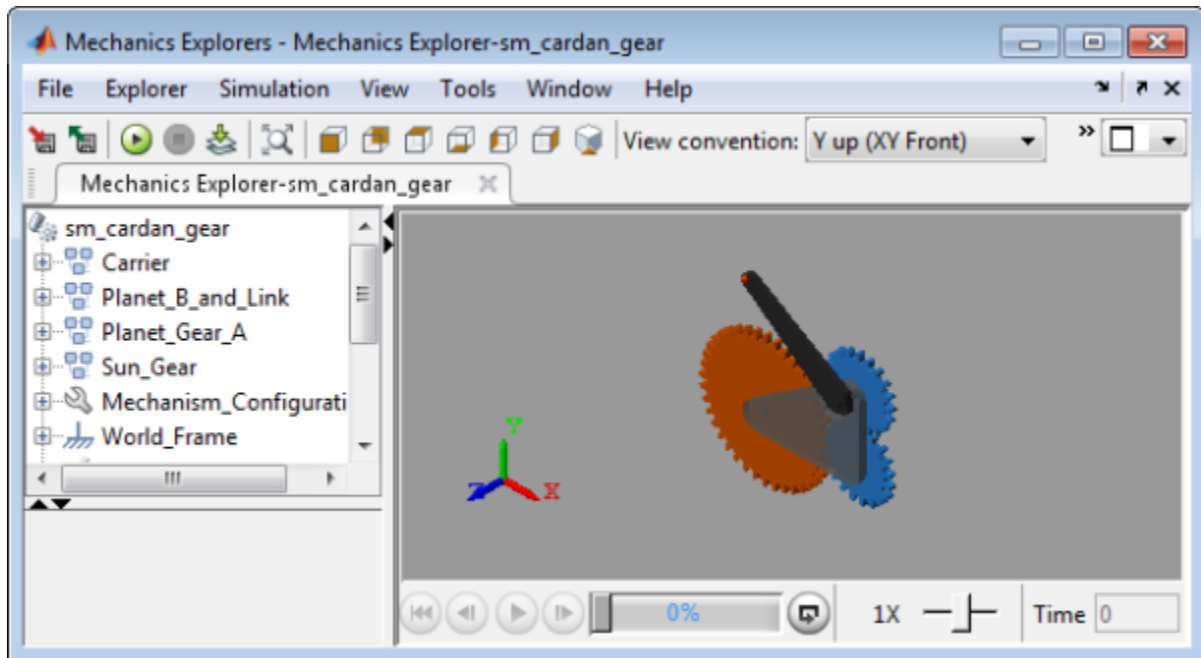 Mechanics Explorers - Mechanics Explorer-sm_cardan_gear
File Explorer Simulation View Tools Window Help
View convention: Y up (XY Front) »
Mechanics Explorer-sm_cardan_gear
sm_cardan_gear
Carrier
Planet_B_and_Link
Planet_Gear_A
Sun_Gear
Mechanism_Configurati
World_Frame
Y
Z X
0% 1X Time 0